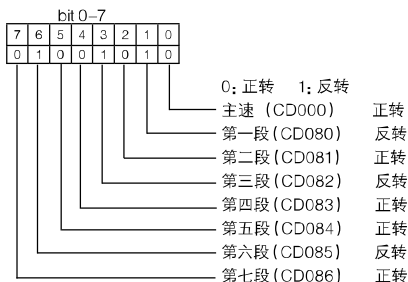 bit 0-7
7 6 5 4 3 2 1 0
0 1 0 0 1 0 1 0
0: 正转 1: 反转
主速 (CD000) 正转
第一段(CD080) 反转
第二段(CD081) 正转
第三段(CD082) 反转
第四段(CD083) 正转
第五段(CD084) 正转
第六段(CD085) 反转
第七段(CD086) 正转